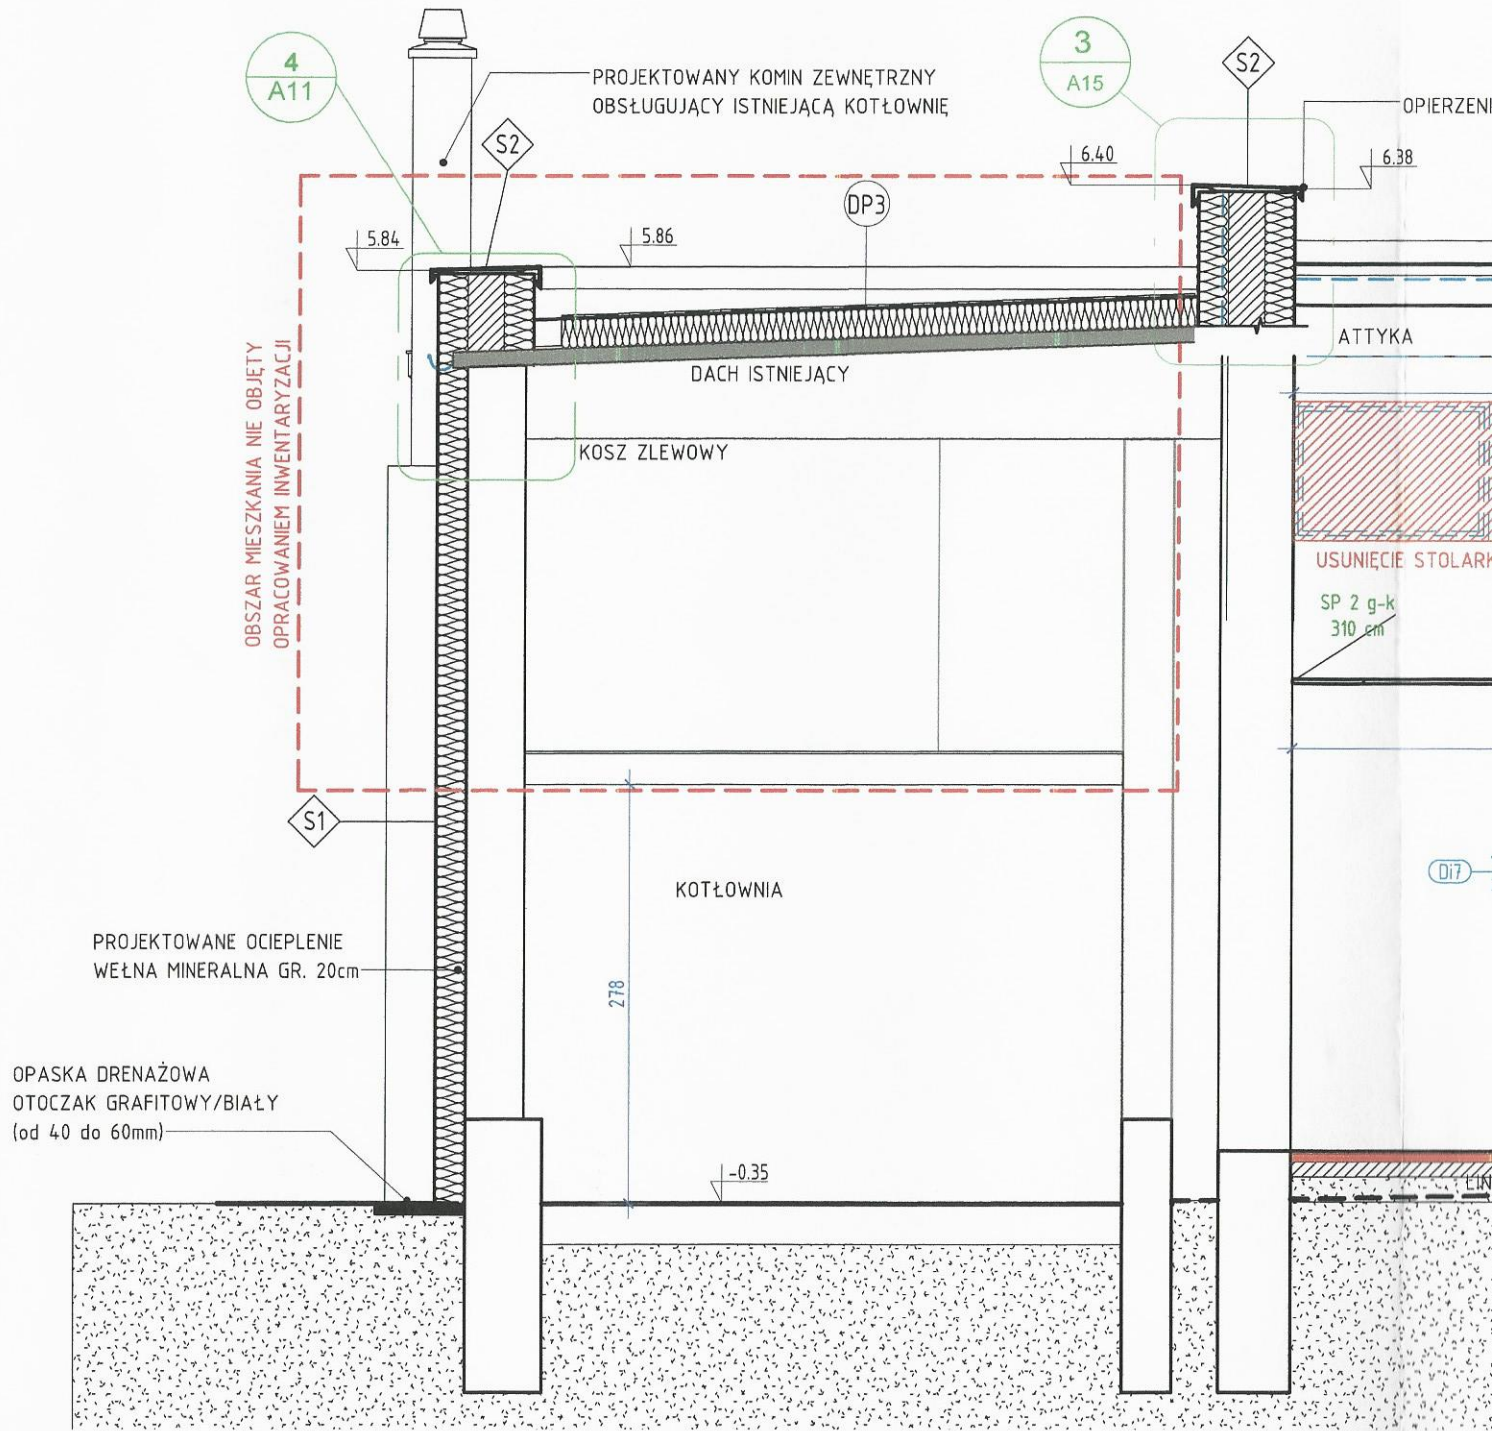 4
A11
PROJEKTOWANY KOMIN ZEWNĘTRZNY
OBSŁUGUJĄCY ISTNIEJĄCĄ KOTŁOWNIĘ
3
A15
S2
OPIERZENI
S2
6.40
6.38
DP3
5.84
5.86
ATTYKA
DACH ISTNIEJĄCY
KOSZ ZLEWOWY
OBSZAR MIESZKANIA NIE OBJĘTY
OPRACOWANIEM INWENTARYZACJI
USUNIĘCIE STOLARK
SP 2 g-k
310 cm
S1
Di7
KOTŁOWNIA
PROJEKTOWANE OCIEPLENIE
WEŁNA MINERALNA GR. 20cm
278
OPASKA DRENAŻOWA
OTOCZAK GRAFITOWY/BIAŁY
(od 40 do 60mm)
-0.35
LIN